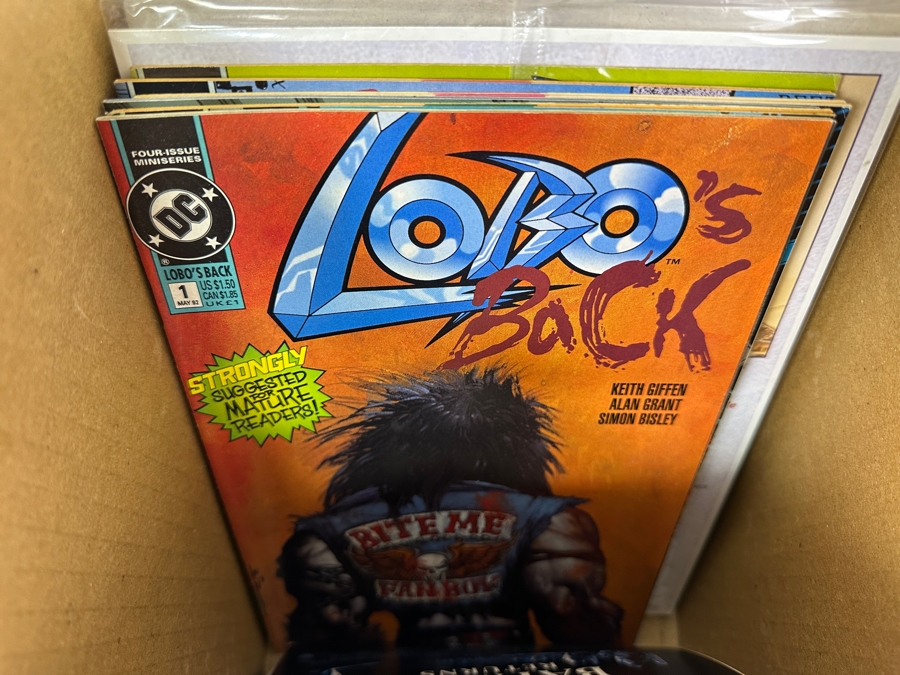 FOUR-ISSUE
MINISERIES
DC
®
LOBO'S BACK
1
MAY 92
US $1.50
CAN $1.85
UK £1
LOBO'S
BACK
TM
STRONGLY
SUGGESTED
FOR
MATURE
READERS!
KEITH GIFFEN
ALAN GRANT
SIMON BISLEY
BITE ME
FANBOY
RETURNS